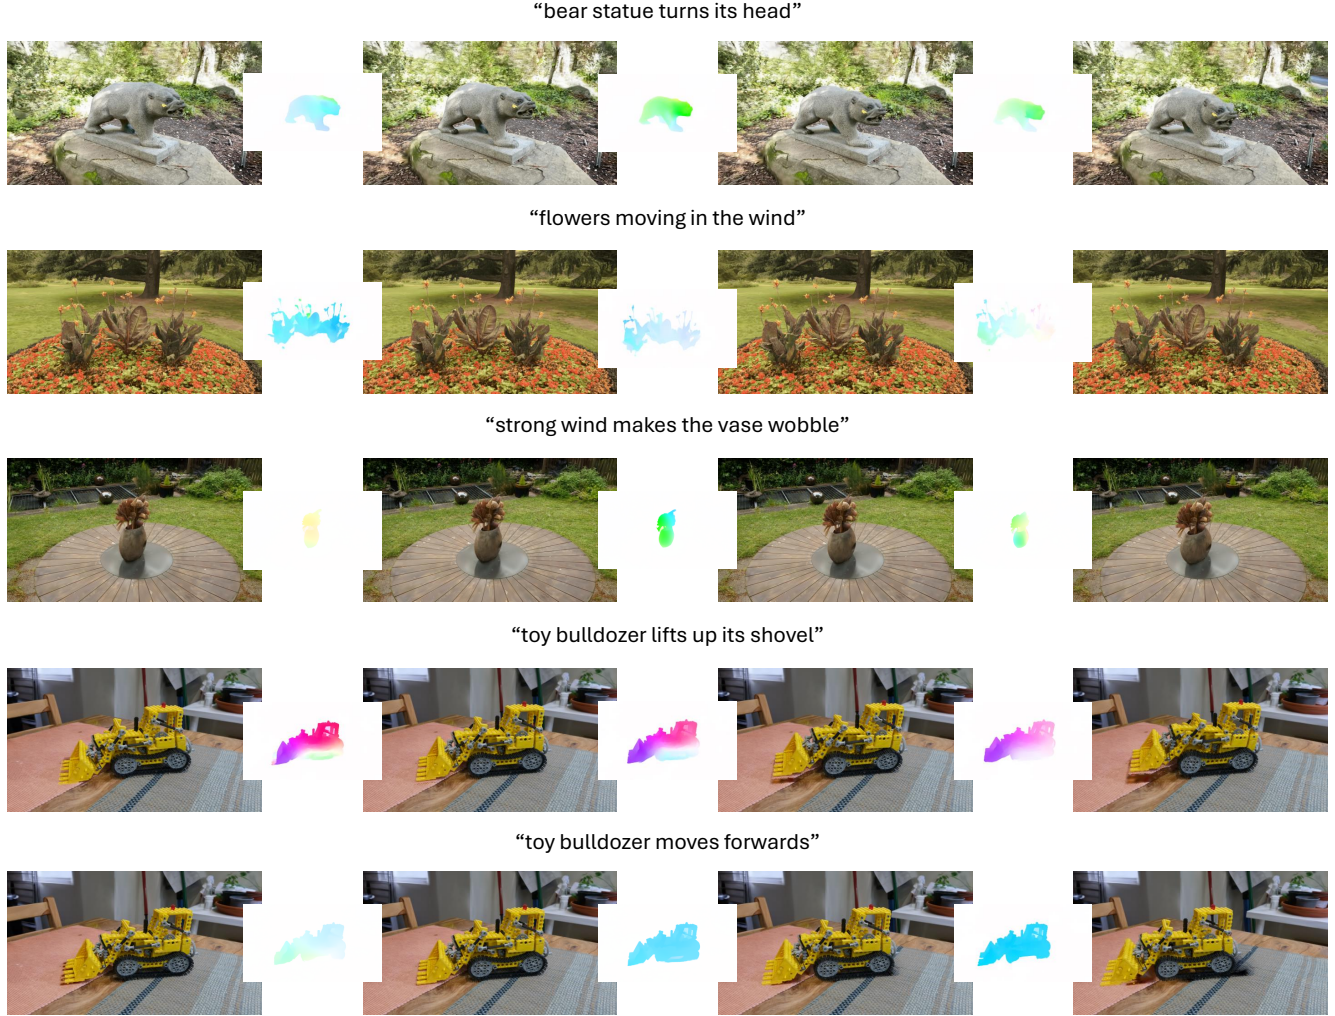 “bear statue turns its head”
“flowers moving in the wind”
“strong wind makes the vase wobble”
“toy bulldozer lifts up its shovel”
“toy bulldozer moves forwards”